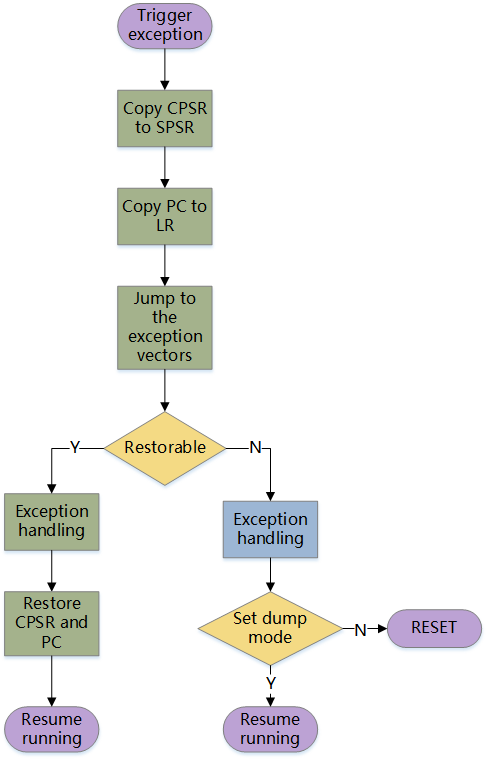 Trigger
exception
Copy CPSR
to SPSR
Copy PC to
LR
Jump to
the
exception
vectors
Restorable
Y
N
Exception
handling
Exception
handling
Restore
CPSR and
PC
Set dump
mode
N
RESET
Y
Resume
running
Resume
running